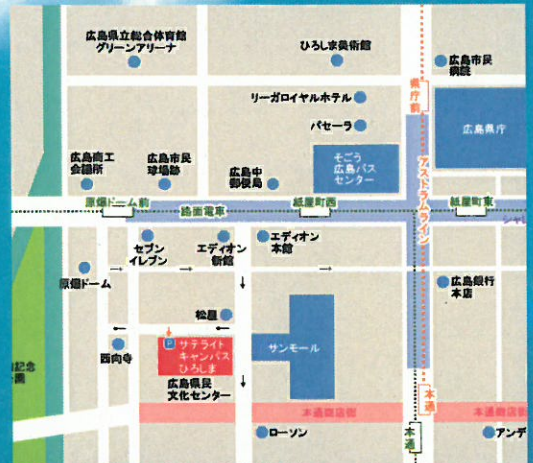 広島県立総合体育館
グリーンアリーナ
ひろしま美術館
広島市民
病院
県庁前
リーガロイヤルホテル
パセーラ
広島県庁
そごう
広島バス
センター
広島商工
会議所
広島市民
球場跡
広島中
郵便局
アストラムライン
原爆ドーム前
路面電車
紙屋町西
紙屋町東
シャレ
セブン
イレブン
エディオン
新館
エディオン
本館
原爆ドーム
広島銀行
本店
松屋
西向寺
P
サテライト
キャンパス
ひろしま
広島県民
文化センター
サンモール
記念
園
本通商店街
本通
本通商店街
ローソン
本通
アンデ